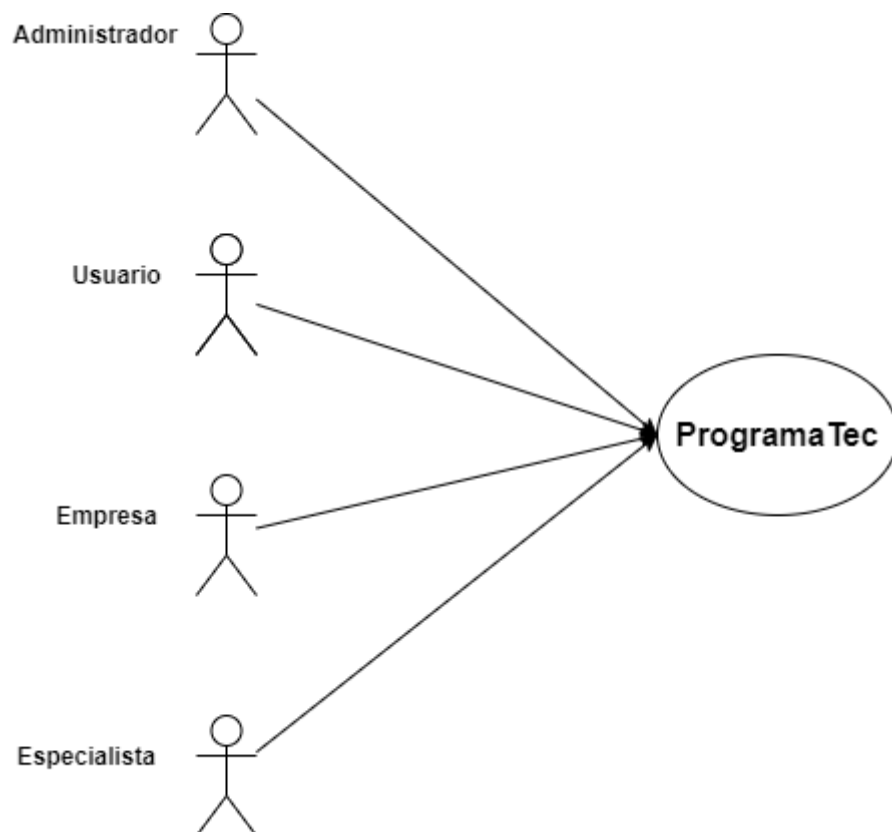 Administrador
Usuario
ProgramaTec
Empresa
Especialista